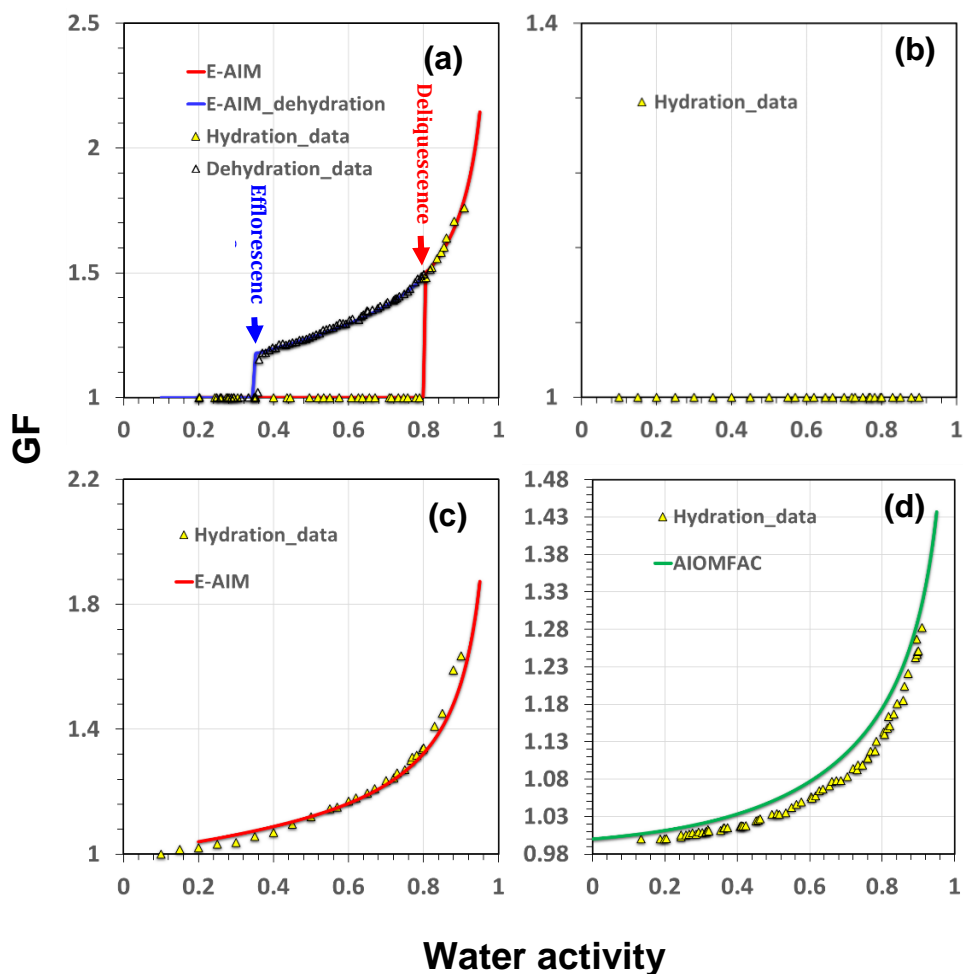 2.5
(a)
E-AIM
E-AIM_dehydration
Hydration_data
Dehydration_data
Efflorescenc
Deliquescence
2
1.5
1
0 0.2 0.4 0.6 0.8 1
1.4
(b)
Hydration_data
1
0 0.2 0.4 0.6 0.8 1
GF
2.2
(c)
Hydration_data
E-AIM
1.8
1.4
1
0 0.2 0.4 0.6 0.8 1
1.48
(d)
Hydration_data
AIOMFAC
1.43
1.38
1.33
1.28
1.23
1.18
1.13
1.08
1.03
0.98
0 0.2 0.4 0.6 0.8 1
Water activity